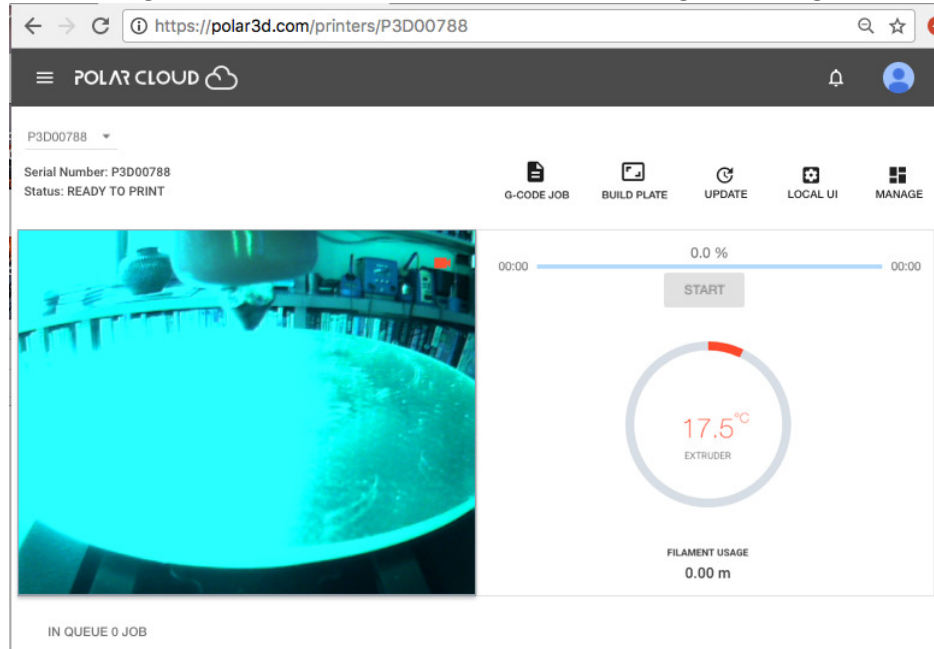 https://polar3d.com/printers/P3D00788
POLAR CLOUD
P3D00788
Serial Number: P3D00788
Status: READY TO PRINT
G-CODE JOB BUILD PLATE UPDATE LOCAL UI MANAGE
0.0 %
00:00 00:00
START
17.5°C
EXTRUDER
FILAMENT USAGE
0.00 m
IN QUEUE 0 JOB